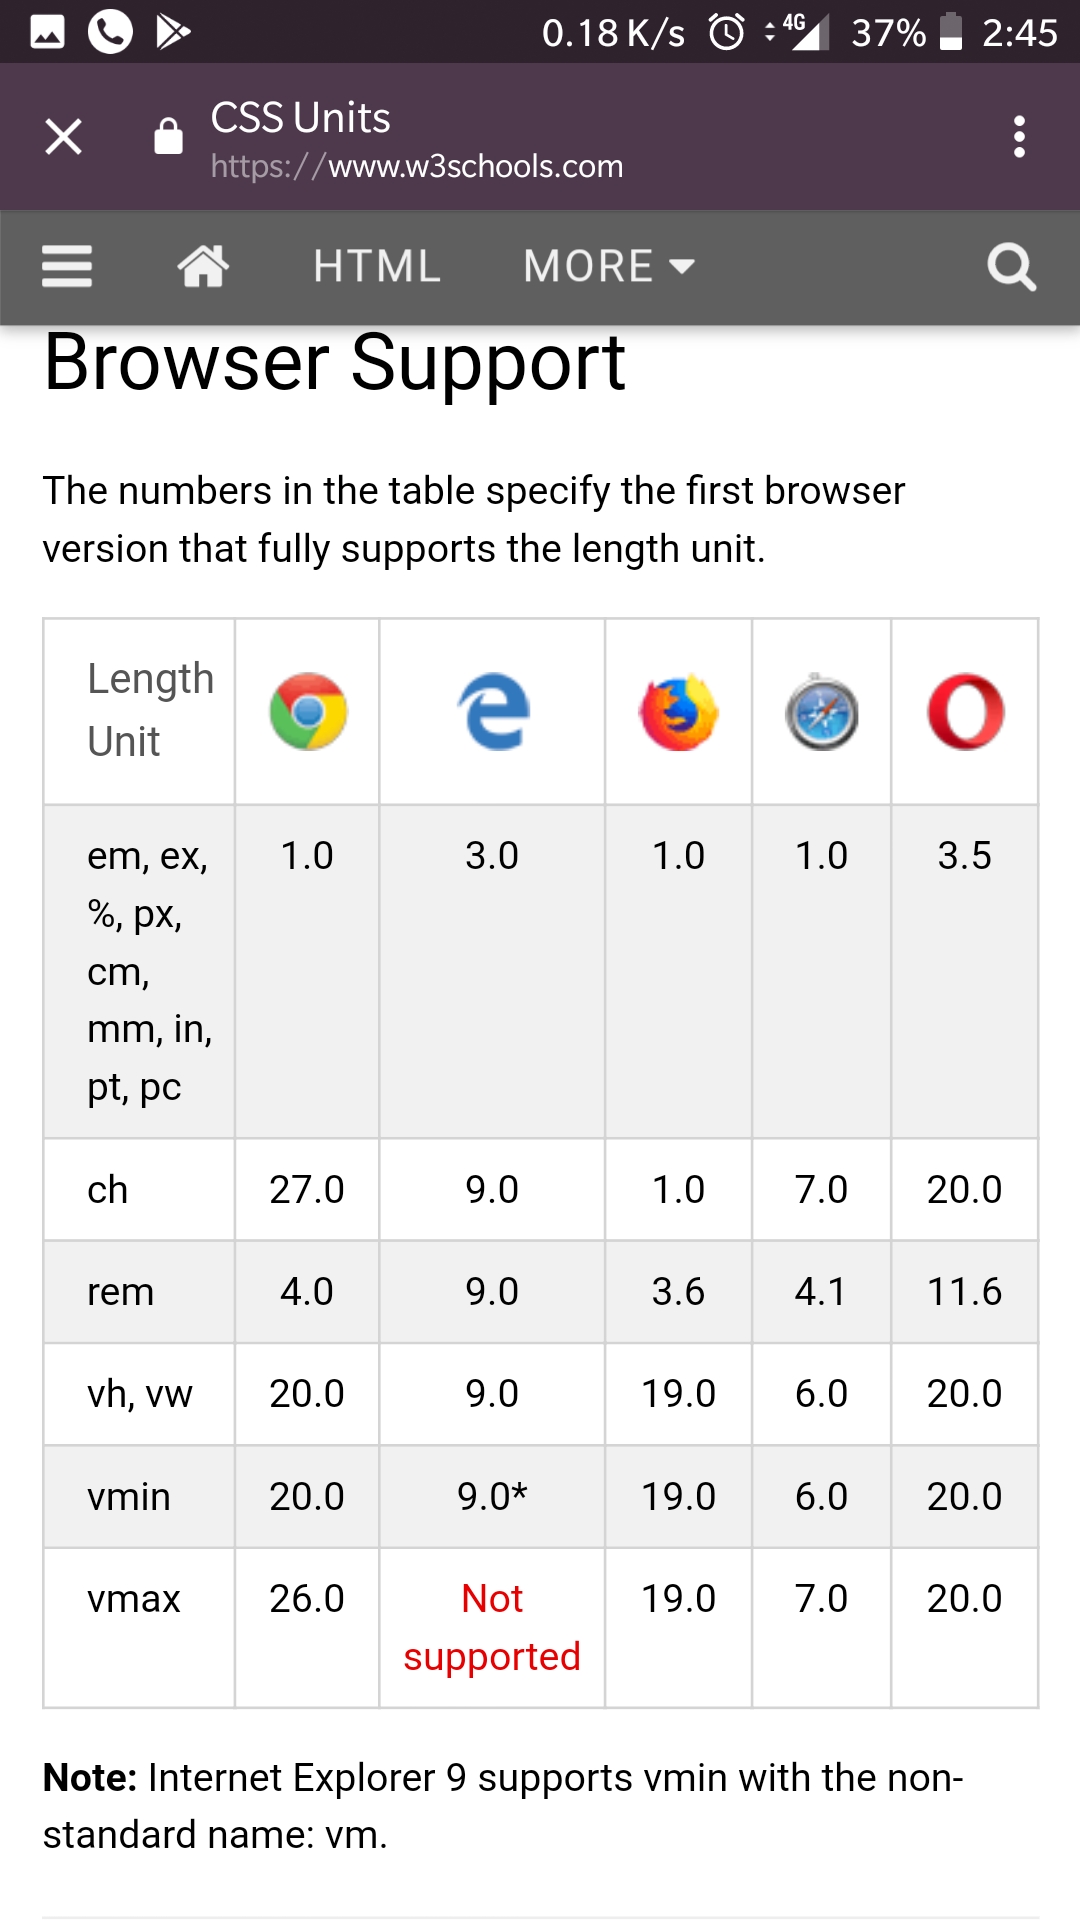 0.18 K/s 4G 37% 2:45
CSS Units
https://www.w3schools.com
HTML MORE
Browser Support
The numbers in the table specify the first browser
version that fully supports the length unit.
Length
Unit
em, ex, 1.0 3.0 1.0 1.0 3.5
%, px,
cm,
mm, in,
pt, pc
ch 27.0 9.0 1.0 7.0 20.0
rem 4.0 9.0 3.6 4.1 11.6
vh, vw 20.0 9.0 19.0 6.0 20.0
vmin 20.0 9.0* 19.0 6.0 20.0
vmax 26.0 Not 19.0 7.0 20.0
supported
Note: Internet Explorer 9 supports vmin with the non-
standard name: vm.